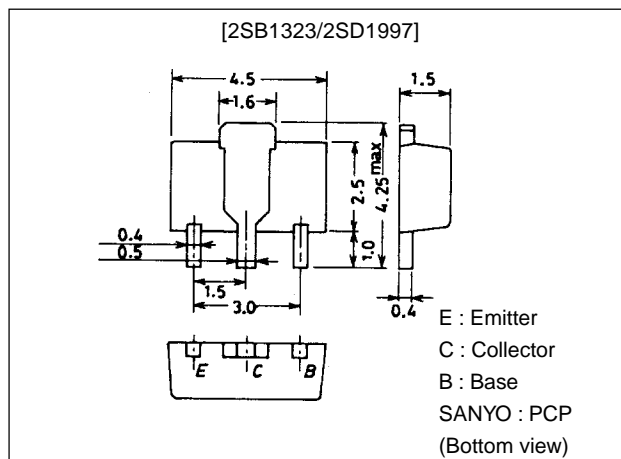 [2SB1323/2SD1997]
4.5
1.6
1.5
2.5
4.25max
1.0
0.4
0.5
1.5
3.0
0.4
E C B
E : Emitter
C : Collector
B : Base
SANYO : PCP
(Bottom view)